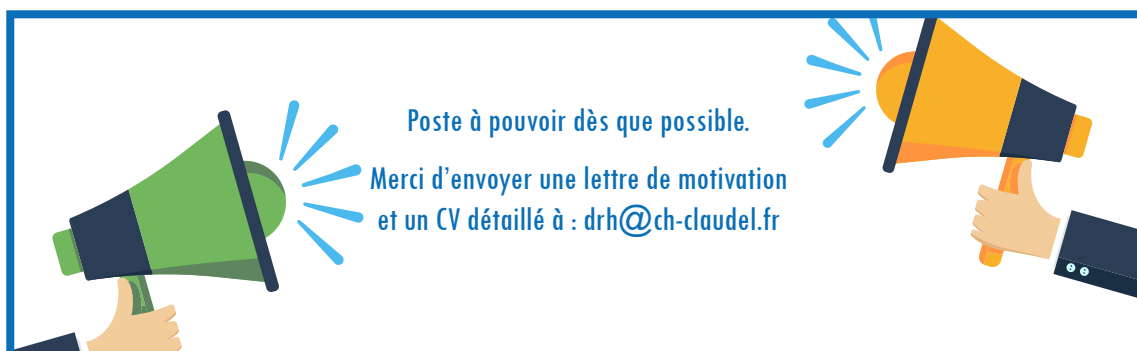 Poste à pouvoir dès que possible.
Merci d'envoyer une lettre de motivation
et un CV détaillé à : drh@ch-claudel.fr